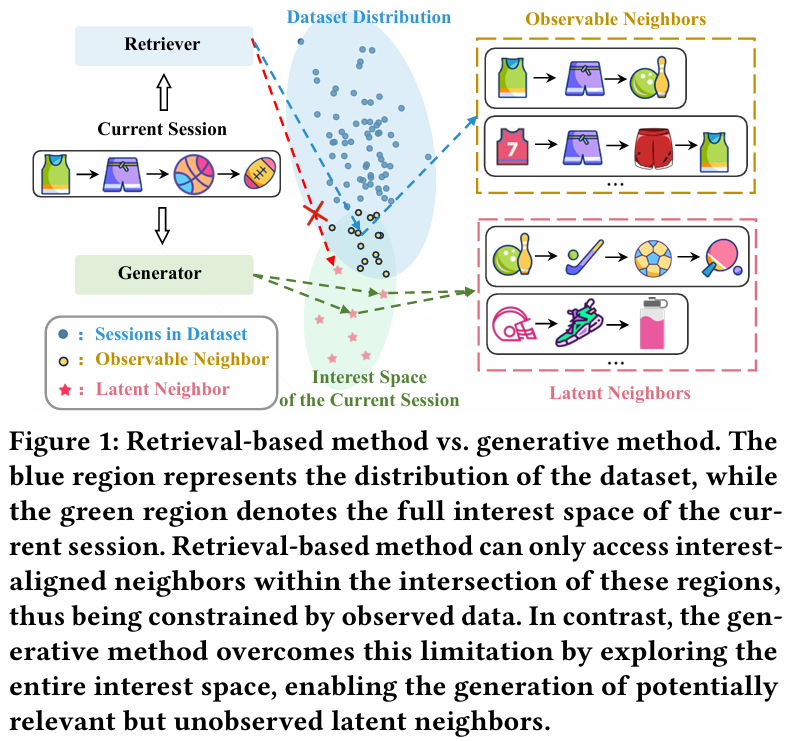 Dataset Distribution
Observable Neighbors
Retriever
Current Session
7
...
Generator
: Sessions in Dataset
: Observable Neighbor
: Latent Neighbor
Interest Space
of the Current Session
...
Latent Neighbors
Figure 1: Retrieval-based method vs. generative method. The
blue region represents the distribution of the dataset, while
the green region denotes the full interest space of the cur-
rent session. Retrieval-based method can only access interest-
aligned neighbors within the intersection of these regions,
thus being constrained by observed data. In contrast, the gen-
erative method overcomes this limitation by exploring the
entire interest space, enabling the generation of potentially
relevant but unobserved latent neighbors.